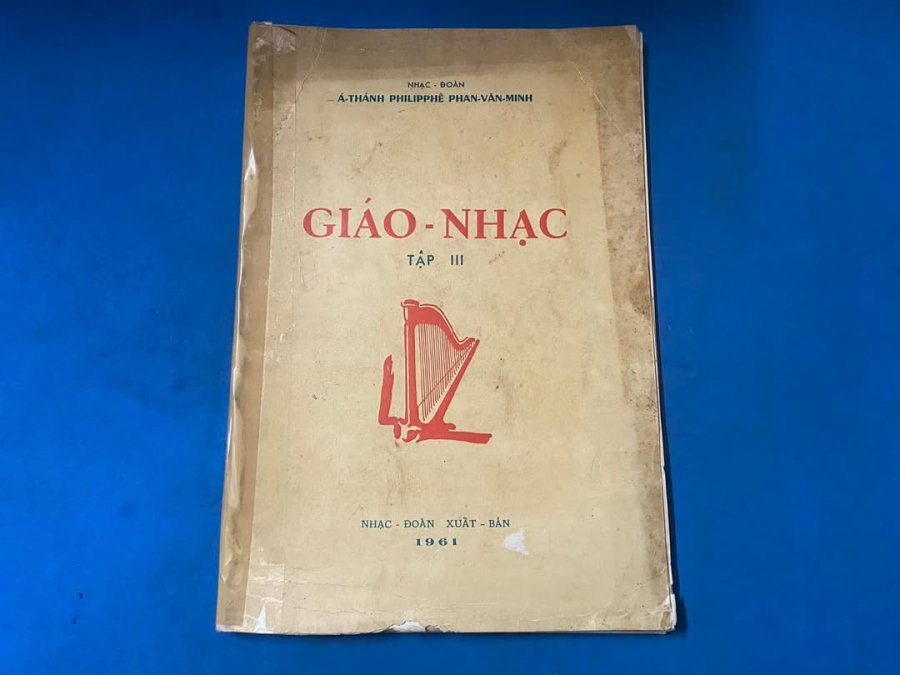 NHẠC - ĐOÀN
Á-THÁNH PHILIPPHÊ PHAN-VĂN-MINH
GIÁO - NHẠC
TẬP III
NHẠC - ĐOÀN XUẤT - BẢN
1961